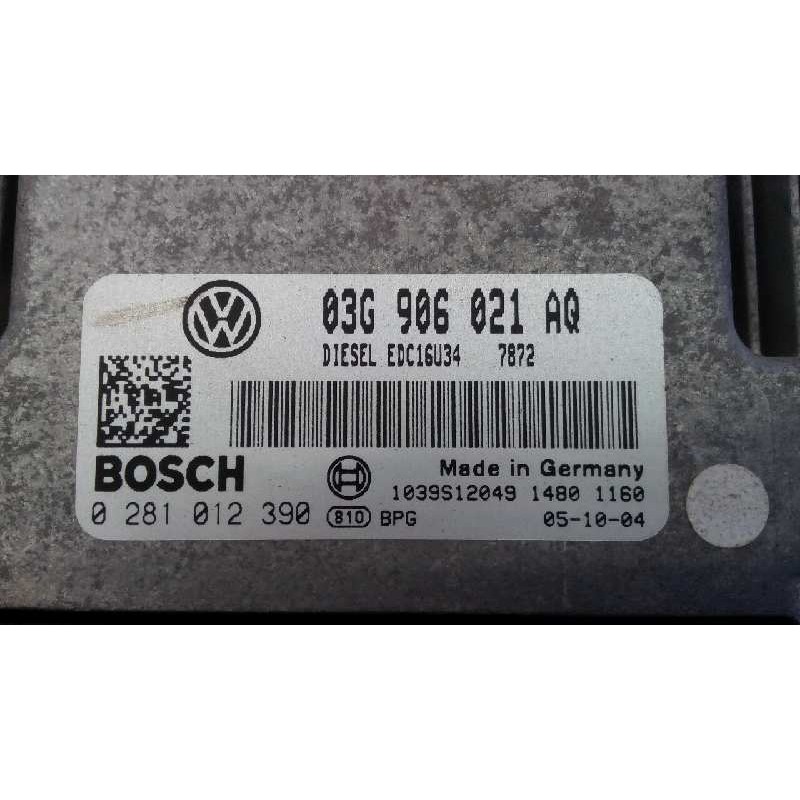 03G 906 021 AQ
DIESEL EDC16U34 7872
BOSCH
Made in Germany
1039S12049 1480 1160
0 281 012 390 810 BPG 05-10-04